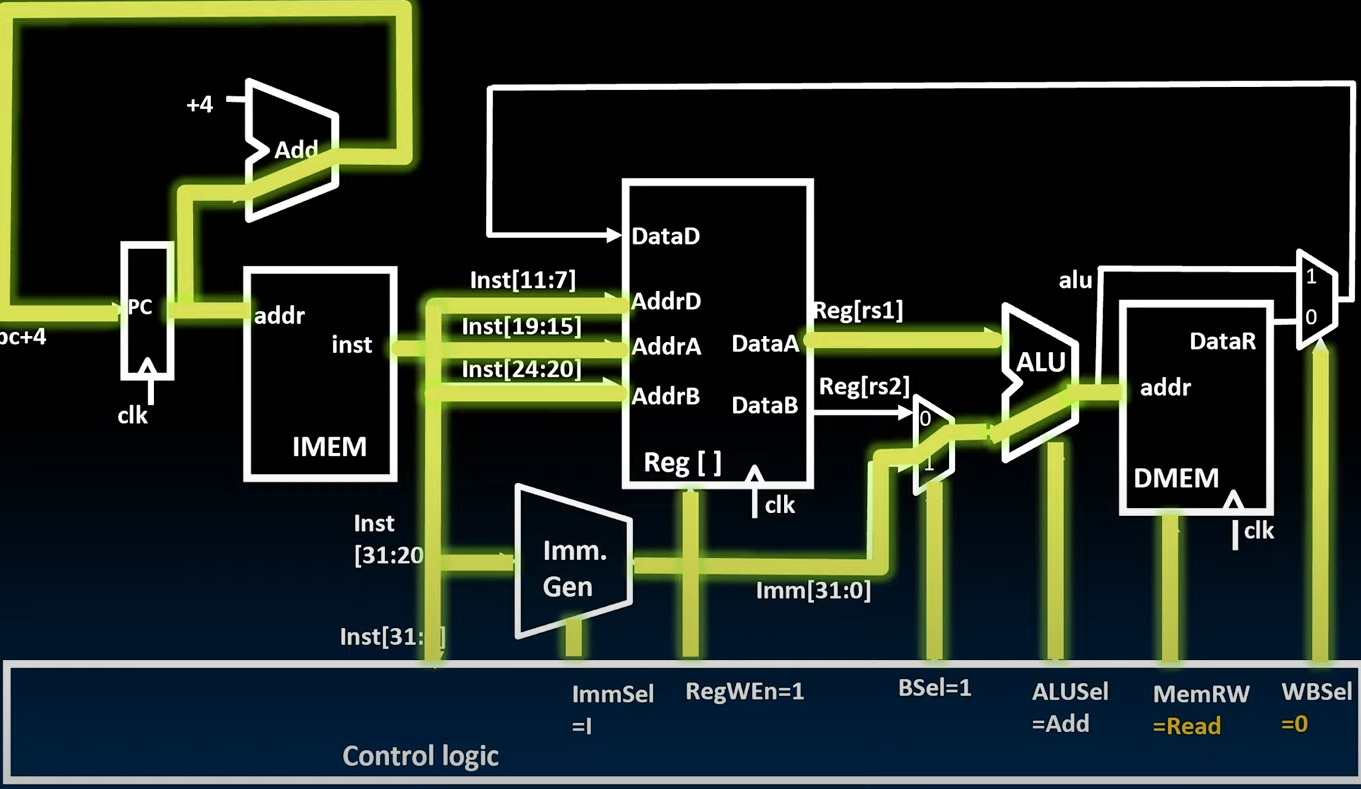 +4
Add
DataD
Inst[11:7]
AddrD
Inst[19:15]
AddrA
Inst[24:20]
AddrB
DataA
DataB
Reg [ ]
clk
PC
pc+4
clk
addr
inst
IMEM
Reg[rs1]
Reg[rs2]
0
1
ALU
alu
1
0
DataR
addr
DMEM
clk
Inst
[31:20
Imm.
Gen
Imm[31:0]
Inst[31: ]
ImmSel
=I
RegWEn=1
BSel=1
ALUSel
=Add
MemRW
=Read
WBSel
=0
Control logic